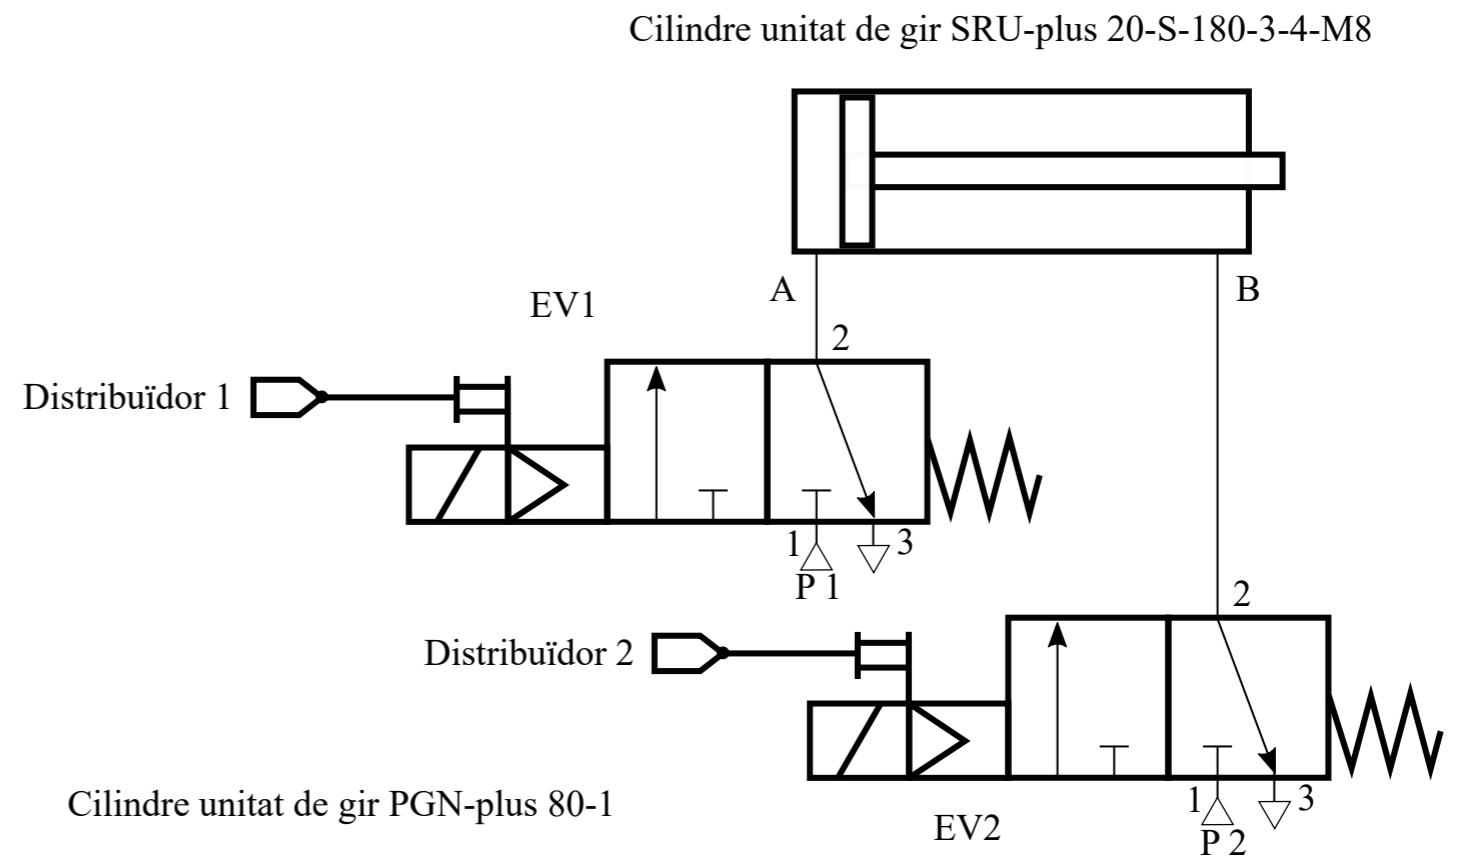 Cilindre unitat de gir SRU-plus 20-S-180-3-4-M8
A
B
EV1
2
Distribuïdor 1
1
3
P 1
2
Distribuïdor 2
1
3
Cilindre unitat de gir PGN-plus 80-1
EV2
P 2